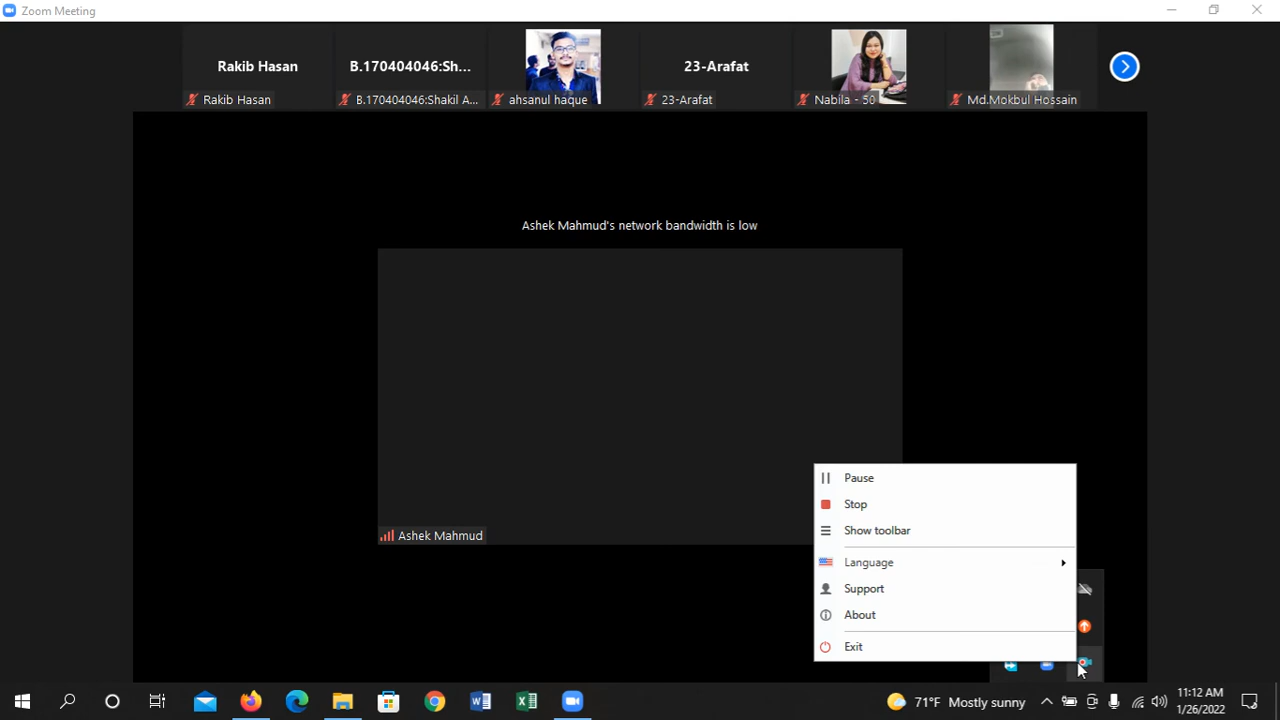 Zoom Meeting
Rakib Hasan
B.170404046:Sh...
23-Arafat
Rakib Hasan
B.170404046:Shakil A...
ahsanul haque
23-Arafat
Nabila - 50
Md.Mokbul Hossain
Ashek Mahmud's network bandwidth is low
Ashek Mahmud
Pause
Stop
Show toolbar
Language
Support
About
Exit
71°F Mostly sunny
11:12 AM
1/26/2022